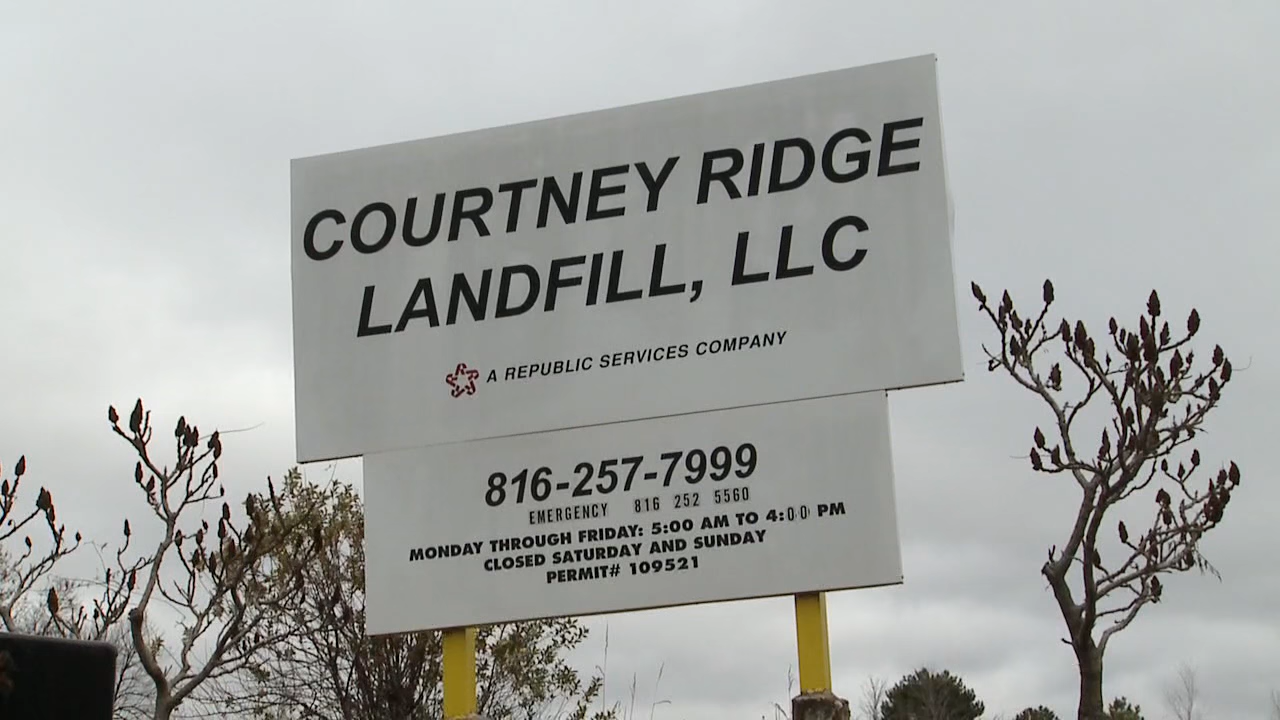 COURTNEY RIDGE
LANDFILL, LLC
A REPUBLIC SERVICES COMPANY
816-257-7999
EMERGENCY 816 252 5560
MONDAY THROUGH FRIDAY: 5:00 AM TO 4:00 PM
CLOSED SATURDAY AND SUNDAY
PERMIT# 109521